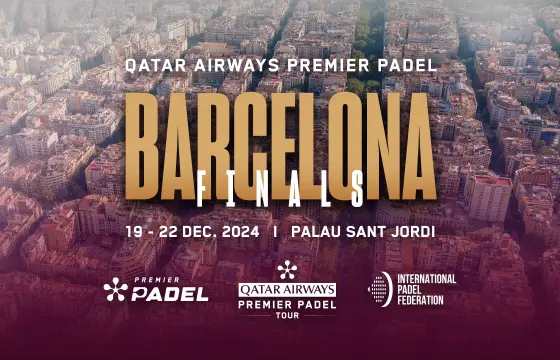 QATAR AIRWAYS PREMIER PADEL
BARCELONA
FINALS
19 - 22 DEC. 2024 I PALAU SANT JORDI
PREMIER
PADEL
QATAR AIRWAYS
PREMIER PADEL
TOUR
INTERNATIONAL
PADEL
FEDERATION